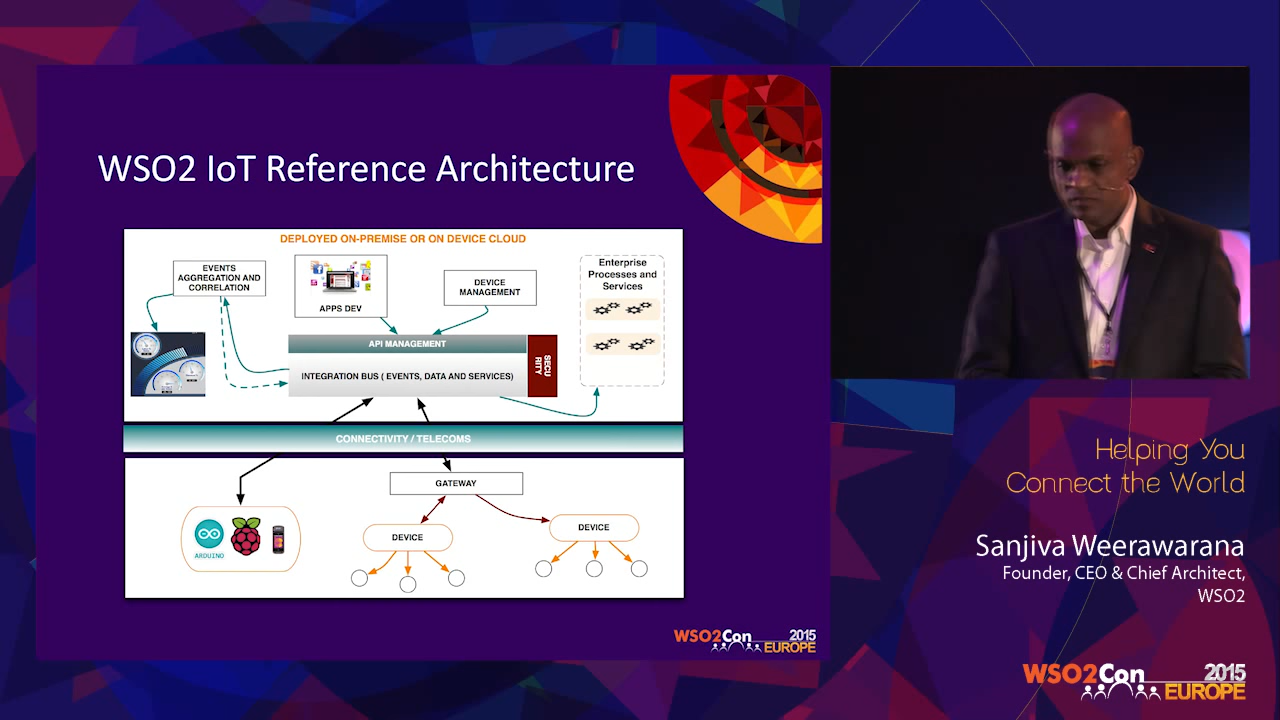 WSO2 IoT Reference Architecture
DEPLOYED ON-PREMISE OR ON DEVICE CLOUD
EVENTS
AGGREGATION AND
CORRELATION
APPS DEV
DEVICE
MANAGEMENT
Enterprise
Processes and
Services
API MANAGEMENT
INTEGRATION BUS ( EVENTS, DATA AND SERVICES)
SECU
RITY
CONNECTIVITY / TELECOMS
GATEWAY
ARDUINO
DEVICE
DEVICE
WSO2Con 2015
EUROPE
Helping You
Connect the World
Sanjiva Weerawarana
Founder, CEO & Chief Architect,
WSO2
WSO2Con 2015
EUROPE